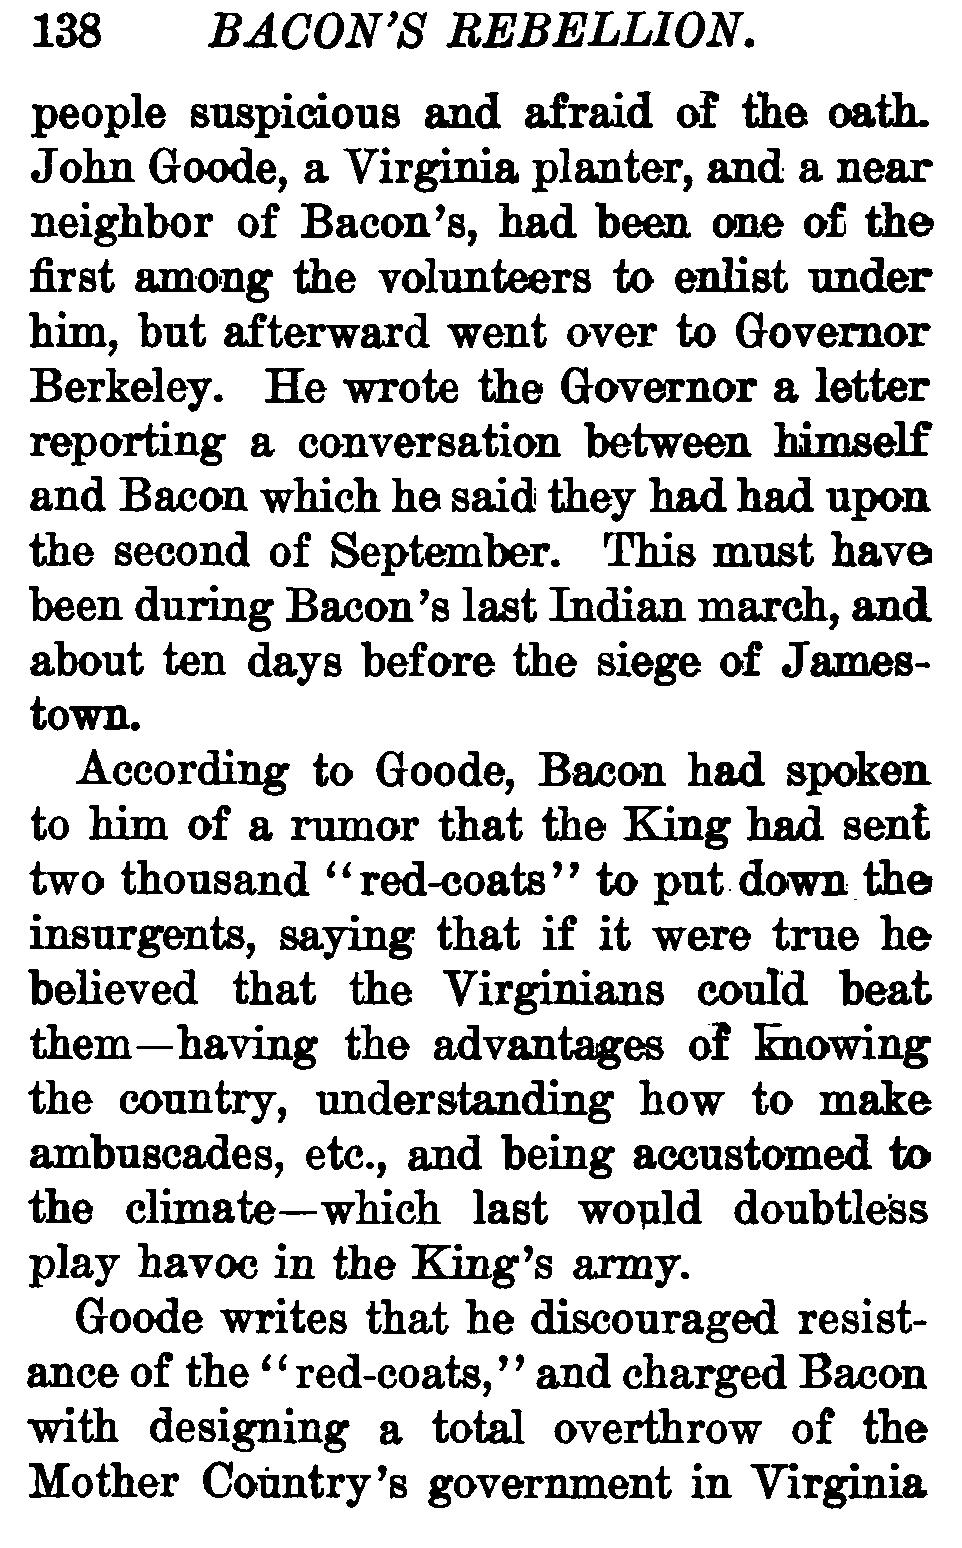 138 BACON'S REBELLION.
people suspicious and afraid of the oath.
John Goode, a Virginia planter, and a near
neighbor of Bacon's, had been one of the
first among the volunteers to enlist under
him, but afterward went over to Governor
Berkeley. He wrote the Governor a letter
reporting a conversation between himself
and Bacon which he said they had had upon
the second of September. This must have
been during Bacon's last Indian march, and
about ten days before the siege of James-
town.
According to Goode, Bacon had spoken
to him of a rumor that the King had sent
two thousand "red-coats" to put down the
insurgents, saying that if it were true he
believed that the Virginians could beat
them—having the advantages of knowing
the country, understanding how to make
ambuscades, etc., and being accustomed to
the climate—which last would doubtless
play havoc in the King's army.
Goode writes that he discouraged resist-
ance of the "red-coats," and charged Bacon
with designing a total overthrow of the
Mother Country's government in Virginia